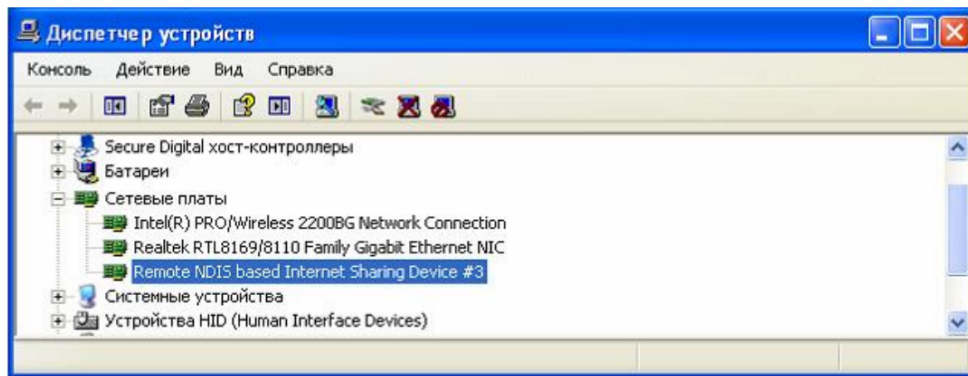 Диспетчер устройств
Консоль Действие Вид Справка
Secure Digital хост-контроллеры
Батареи
Сетевые платы
Intel(R) PRO/Wireless 2200BG Network Connection
Realtek RTL8169/8110 Family Gigabit Ethernet NIC
Remote NDIS based Internet Sharing Device #3
Системные устройства
Устройства HID (Human Interface Devices)